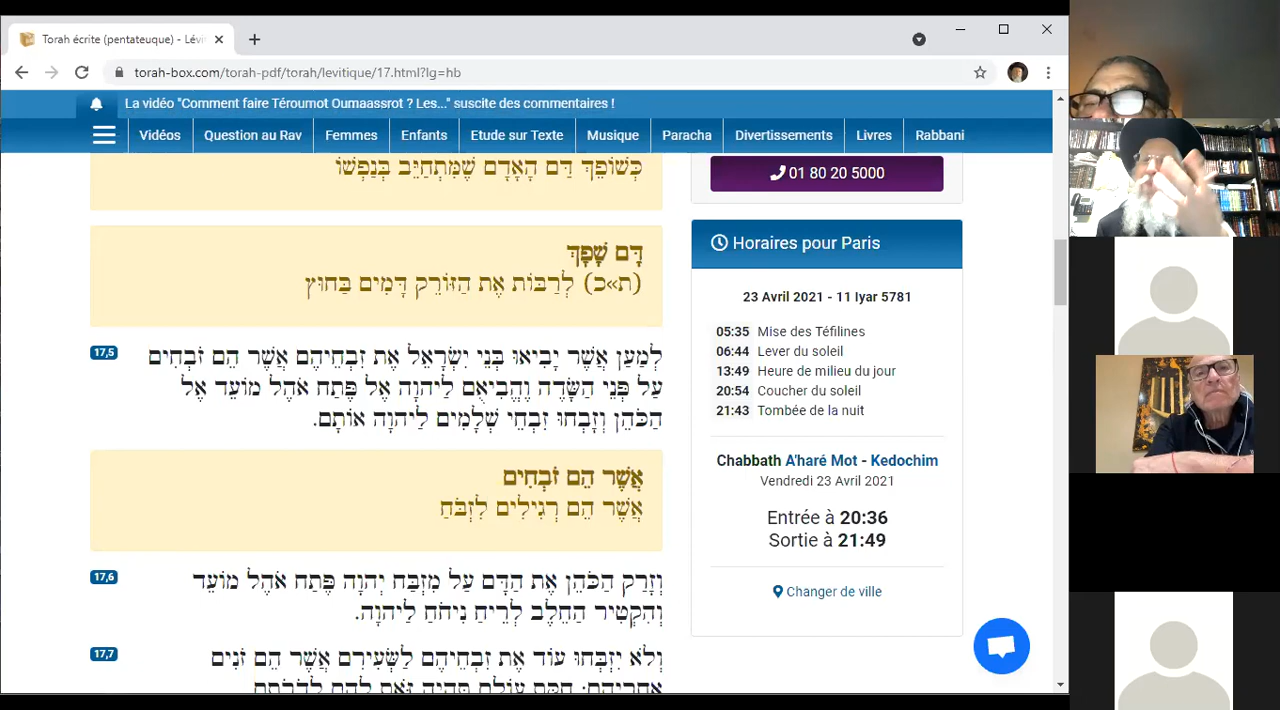 Torah écrite (pentateuque) - Lévi
torah-box.com/torah-pdf/torah/levitique/17.html?lg=hb
La vidéo "Comment faire Téroumot Oumaassrot ? Les..." suscite des commentaires !
Vidéos Question au Rav Femmes Enfants Etude sur Texte Musique Paracha Divertissements Livres Rabbani
כְּשׁוֹפֵךְ דַּם הָאָדָם שֶׁמִּתְחַיֵּב בְּנַפְשׁוֹ
דָּם שָׁפָךְ
(ת»כ) לְרַבּוֹת אֶת הַזּוֹרֵק דָּמִים בַּחוּץ
17,5
לְמַעַן אֲשֶׁר יָבִיאוּ בְּנֵי יִשְׂרָאֵל אֶת זִבְחֵיהֶם אֲשֶׁר הֵם זֹבְחִים
עַל פְּנֵי הַשָּׂדֶה וֶהֱבִיאֻם לַיהוָה אֶל פֶּתַח אֹהֶל מוֹעֵד אֶל
הַכֹּהֵן וְזָבְחוּ זִבְחֵי שְׁלָמִים לַיהוָה אוֹתָם.
אֲשֶׁר הֵם זֹבְחִים
אֲשֶׁר הֵם רְגִילִים לִזְבֹּחַ
17,6
וְזָרַק הַכֹּהֵן אֶת הַדָּם עַל מִזְבַּח יְהוָה פֶּתַח אֹהֶל מוֹעֵד
וְהִקְטִיר הַחֵלֶב לְרֵיחַ נִיחֹחַ לַיהוָה.
17,7
וְלֹא יִזְבְּחוּ עוֹד אֶת זִבְחֵיהֶם לַשְּׂעִירִם אֲשֶׁר הֵם זֹנִים
אַחֲרֵיהֶם חֻקַּת עוֹלָם תִּהְיֶה זֹּאת לָהֶם לְדֹרֹתָם
01 80 20 5000
Horaires pour Paris
23 Avril 2021 - 11 Iyar 5781
05:35 Mise des Téfilines
06:44 Lever du soleil
13:49 Heure de milieu du jour
20:54 Coucher du soleil
21:43 Tombée de la nuit
Chabbath A'haré Mot - Kedochim
Vendredi 23 Avril 2021
Entrée à 20:36
Sortie à 21:49
Changer de ville